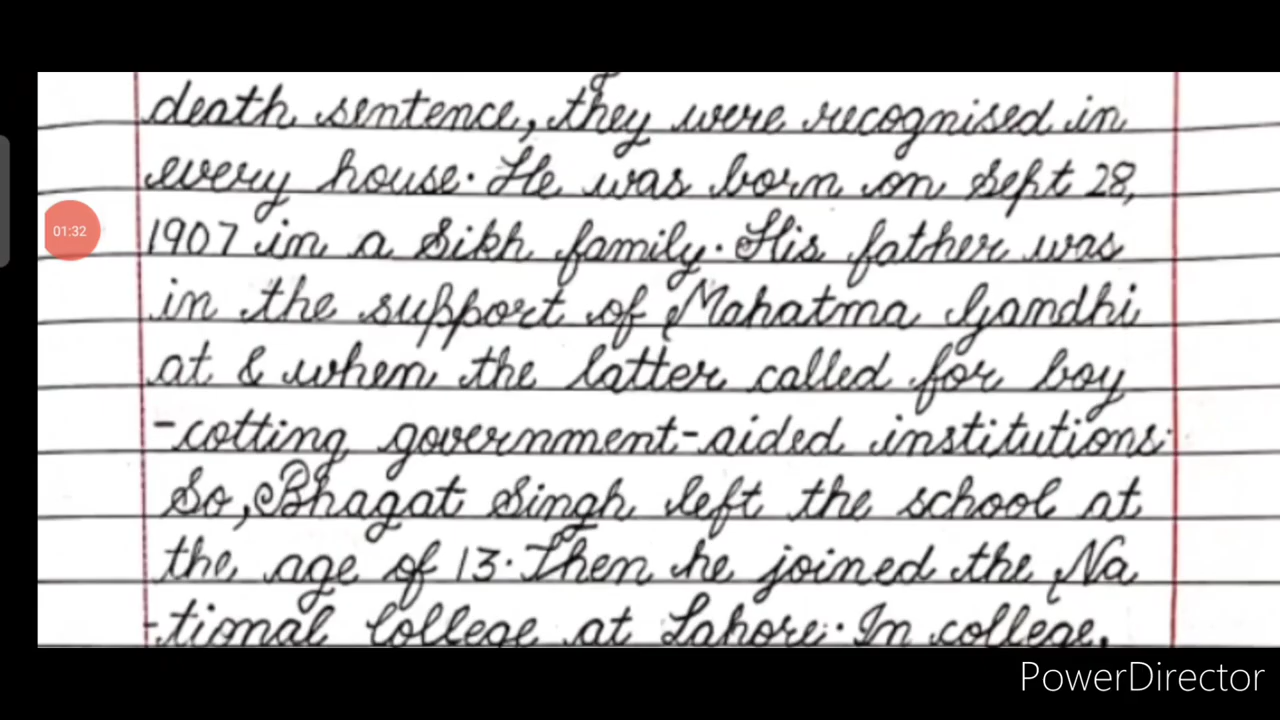 death sentence, they were recognised in
every house. He was born on Sept 28,
1907 in a Sikh family. His father was
in the support of Mahatma Gandhi
at & when the latter called for boy
-cotting government-aided institutions.
So, Bhagat Singh left the school at
the age of 13. Then he joined the Na
-tional College at Lahore. In college,
01:32
PowerDirector